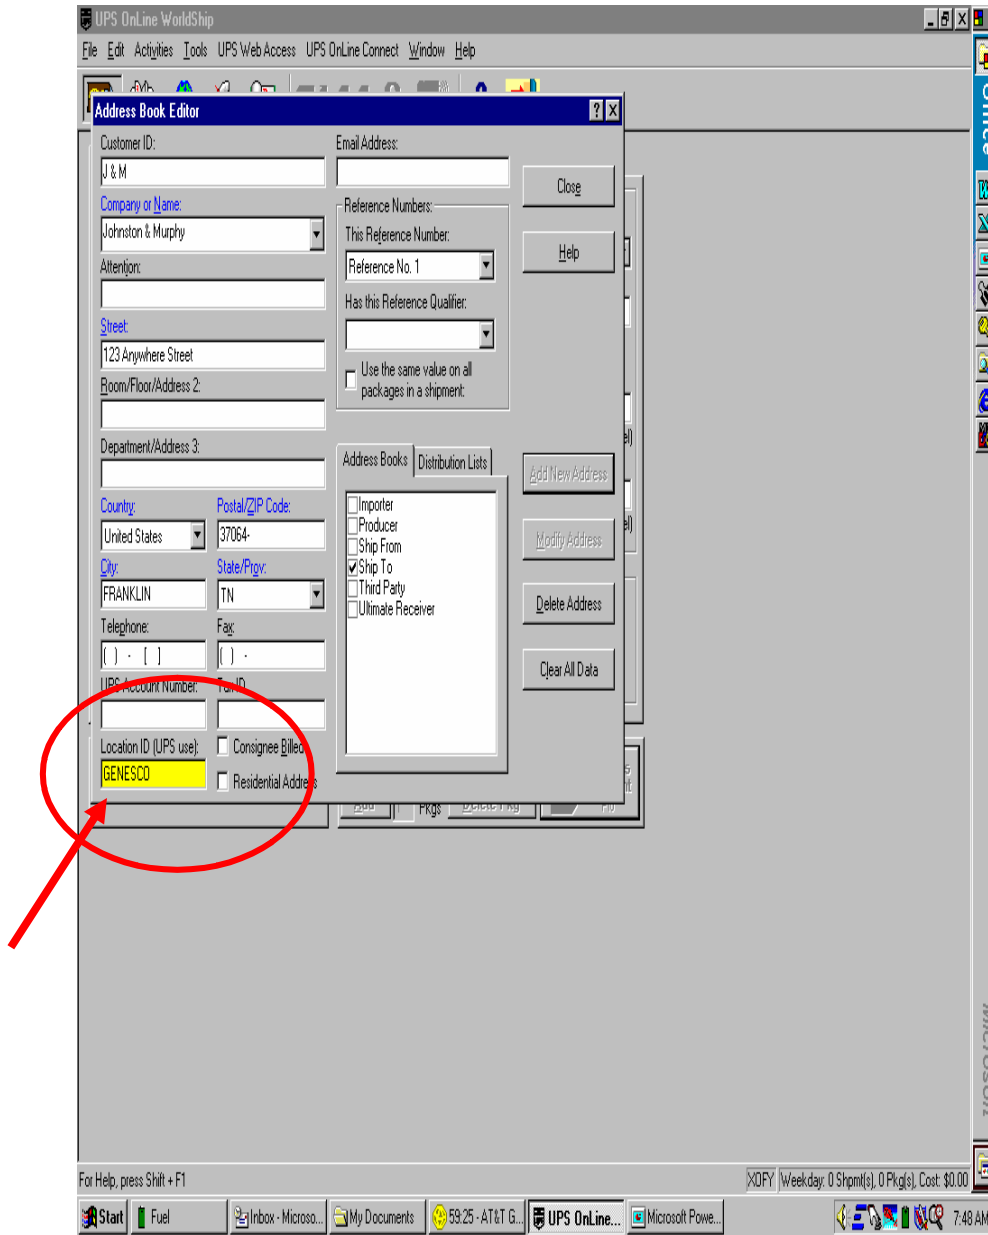 UPS OnLine WorldShip
File Edit Activities Tools UPS Web Access UPS OnLine Connect Window Help
Office
Address Book Editor
Customer ID:
J & M
Company or Name:
Johnston & Murphy
Attention:
Street:
123 Anywhere Street
Room/Floor/Address 2:
Department/Address 3:
Country:
Postal/ZIP Code:
United States
37064-
City:
State/Prov:
FRANKLIN
TN
Telephone:
Fax:
( ) - [ ]
( ) -
UPS Account Number:
Tax ID
Location ID (UPS use):
GENESCO
Consignee Billed
Residential Address
Email Address:
Reference Numbers:
This Reference Number:
Reference No. 1
Has this Reference Qualifier:
Use the same value on all
packages in a shipment:
Address Books
Distribution Lists
Importer
Producer
Ship From
Ship To
Third Party
Ultimate Receiver
Close
Help
Add New Address
Modify Address
Delete Address
Clear All Data
Add
Pkgs
Delete Pkg
Microsoft
For Help, press Shift + F1
XOFY
Weekday: 0 Shpmt(s), 0 Pkg(s), Cost: $0.00
Start
Fuel
Inbox - Microso...
My Documents
59:25 - AT&T G...
UPS OnLine...
Microsoft Powe...
7:48 AM